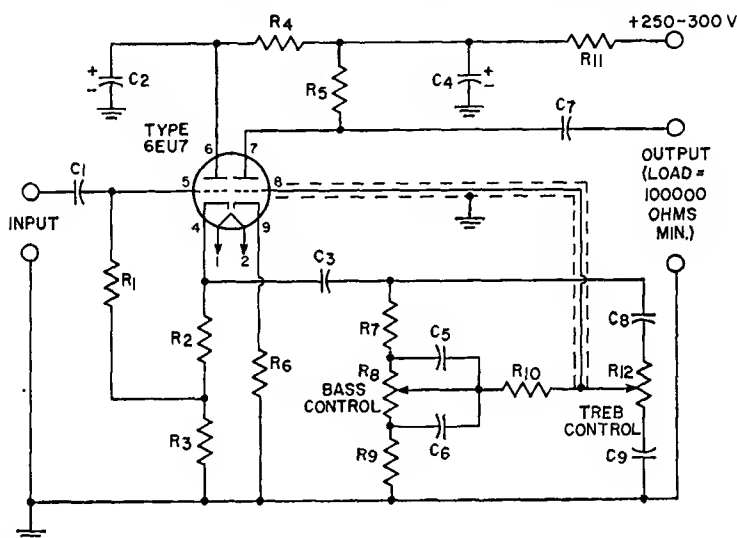 R4
+250-300 V
C2
R5
C4
R11
C7
TYPE
6EU7
6
7
OUTPUT
(LOAD =
100000
OHMS
MIN.)
C1
5
8
INPUT
4
9
1
2
C3
R1
R2
R6
R7
C5
C8
R8
BASS
CONTROL
R10
R12
TREB
CONTROL
R3
C6
R9
C9